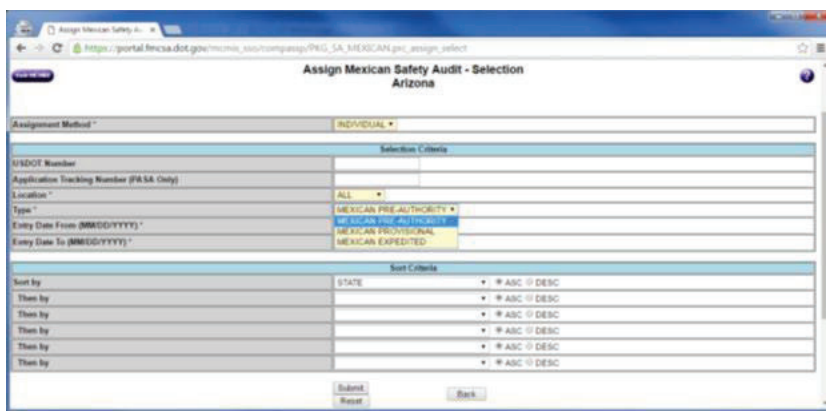 Assign Mexican Safety A...
https://portal.fmcsa.dot.gov/mcmis_sxis/compassp/PKG_SA_MEXICAN.prc_assign_select
Assign Mexican Safety Audit - Selection
Arizona
Assignment Method * INDIVIDUAL
Selection Criteria
USDOT Number
Application Tracking Number (PASA Only)
Location * ALL
Type * MEXICAN PRE-AUTHORITY
MEXICAN PRE-AUTHORITY
Entry Date From (MM/DD/YYYY) * MEXICAN PROVISIONAL
Entry Date To (MM/DD/YYYY) * MEXICAN EXPEDITED
Sort Criteria
Sort by STATE ASC DESC
Then by ASC DESC
Then by ASC DESC
Then by ASC DESC
Then by ASC DESC
Then by ASC DESC
Submit Back
Reset